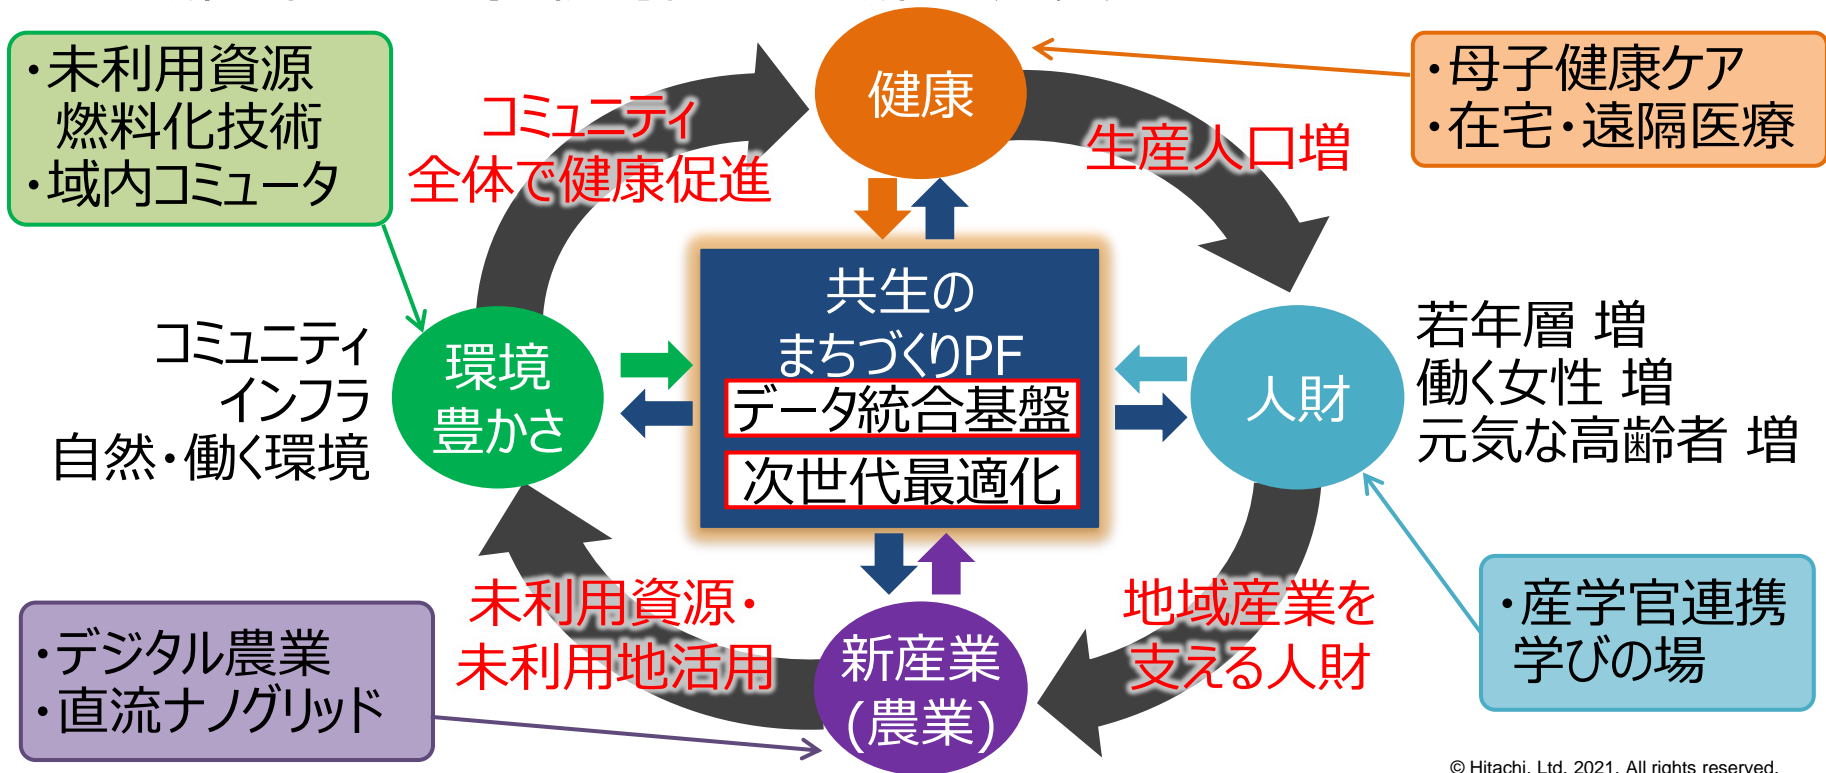 ・未利用資源
燃料化技術
・域内コミュータ
コミュニティ
全体で健康促進
健康
生産人口増
・母子健康ケア
・在宅・遠隔医療
コミュニティ
インフラ
自然・働く環境
環境
豊かさ
共生の
まちづくりPF
データ統合基盤
次世代最適化
人財
若年層 増
働く女性 増
元気な高齢者 増
・デジタル農業
・直流ナノグリッド
未利用資源・
未利用地活用
新産業
(農業)
地域産業を
支える人財
・産学官連携
学びの場
© Hitachi, Ltd. 2021. All rights reserved.